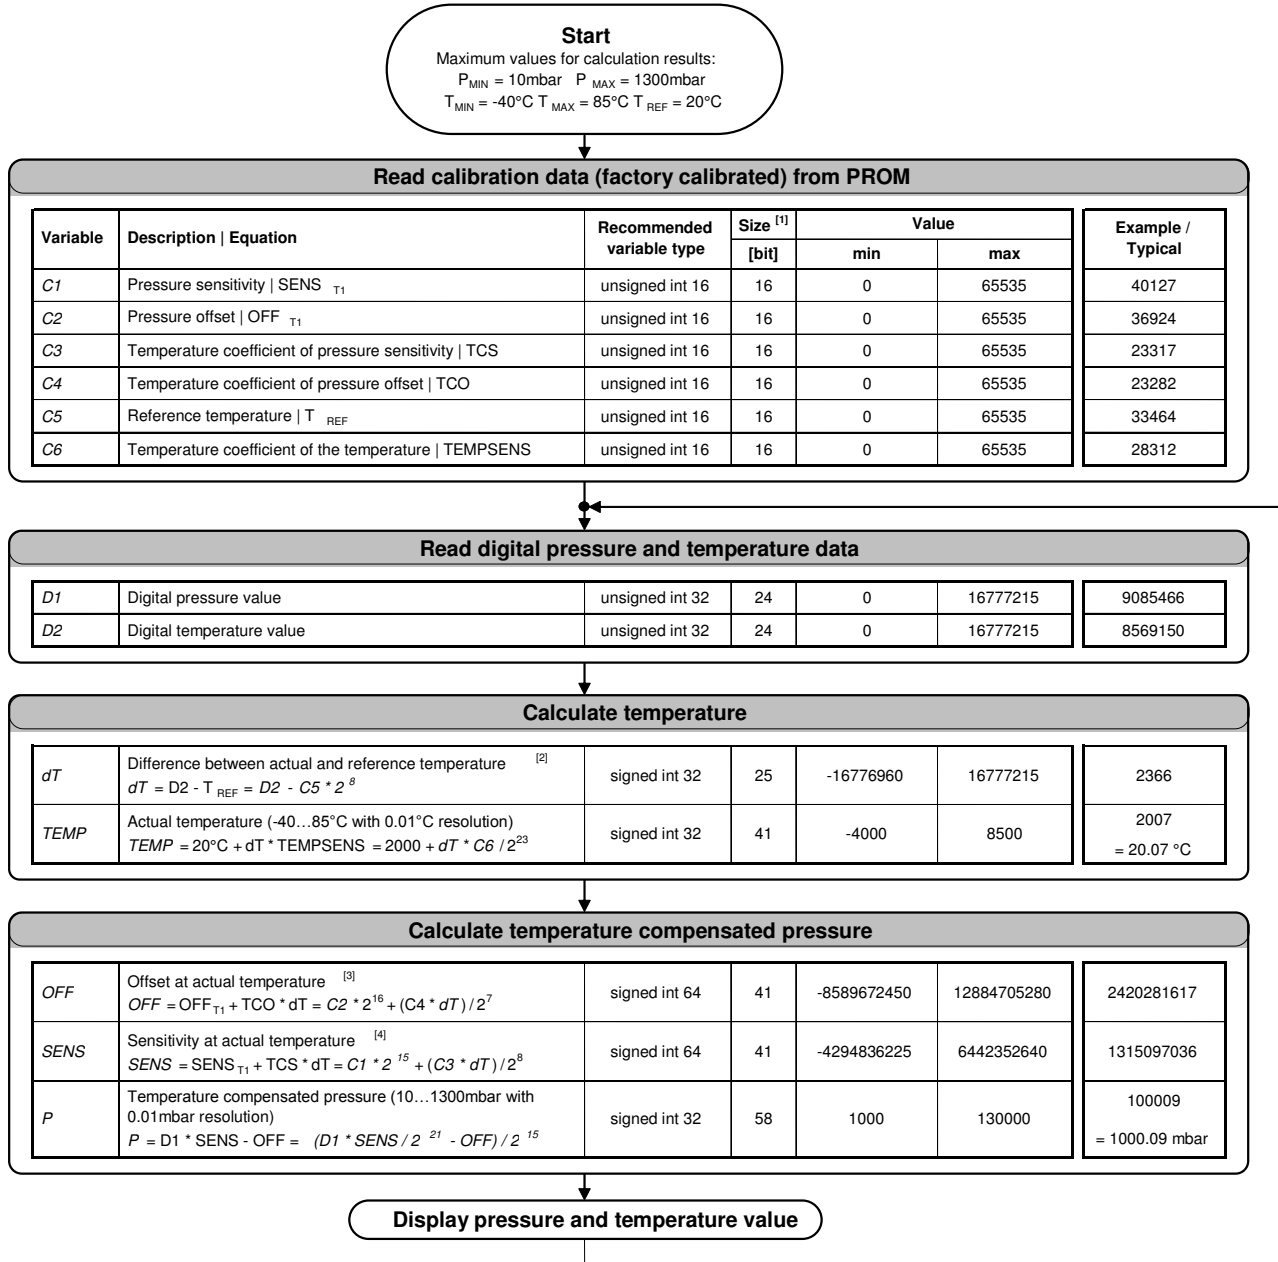 Start
Maximum values for calculation results:
PMIN = 10mbar P MAX = 1300mbar
TMIN = -40°C T MAX = 85°C T REF = 20°C
Read calibration data (factory calibrated) from PROM
Variable Description | Equation Recommended variable type Size [1] [bit] Value min max Example / Typical
C1 Pressure sensitivity | SENS T1 unsigned int 16 16 0 65535 40127
C2 Pressure offset | OFF T1 unsigned int 16 16 0 65535 36924
C3 Temperature coefficient of pressure sensitivity | TCS unsigned int 16 16 0 65535 23317
C4 Temperature coefficient of pressure offset | TCO unsigned int 16 16 0 65535 23282
C5 Reference temperature | T REF unsigned int 16 16 0 65535 33464
C6 Temperature coefficient of the temperature | TEMPSENS unsigned int 16 16 0 65535 28312
Read digital pressure and temperature data
D1 Digital pressure value unsigned int 32 24 0 16777215 9085466
D2 Digital temperature value unsigned int 32 24 0 16777215 8569150
Calculate temperature
dT Difference between actual and reference temperature [2]
dT = D2 - T REF = D2 - C5 * 2^8 signed int 32 25 -16776960 16777215 2366
TEMP Actual temperature (-40…85°C with 0.01°C resolution)
TEMP = 20°C + dT * TEMPSENS = 2000 + dT * C6 / 2^23 signed int 32 41 -4000 8500 2007
= 20.07 °C
Calculate temperature compensated pressure
OFF Offset at actual temperature [3]
OFF = OFF T1 + TCO * dT = C2 * 2^16 + (C4 * dT) / 2^7 signed int 64 41 -8589672450 12884705280 2420281617
SENS Sensitivity at actual temperature [4]
SENS = SENS T1 + TCS * dT = C1 * 2^15 + (C3 * dT) / 2^8 signed int 64 41 -4294836225 6442352640 1315097036
P Temperature compensated pressure (10…1300mbar with
0.01mbar resolution)
P = D1 * SENS - OFF = (D1 * SENS / 2^21 - OFF) / 2^15 signed int 32 58 1000 130000 100009
= 1000.09 mbar
Display pressure and temperature value